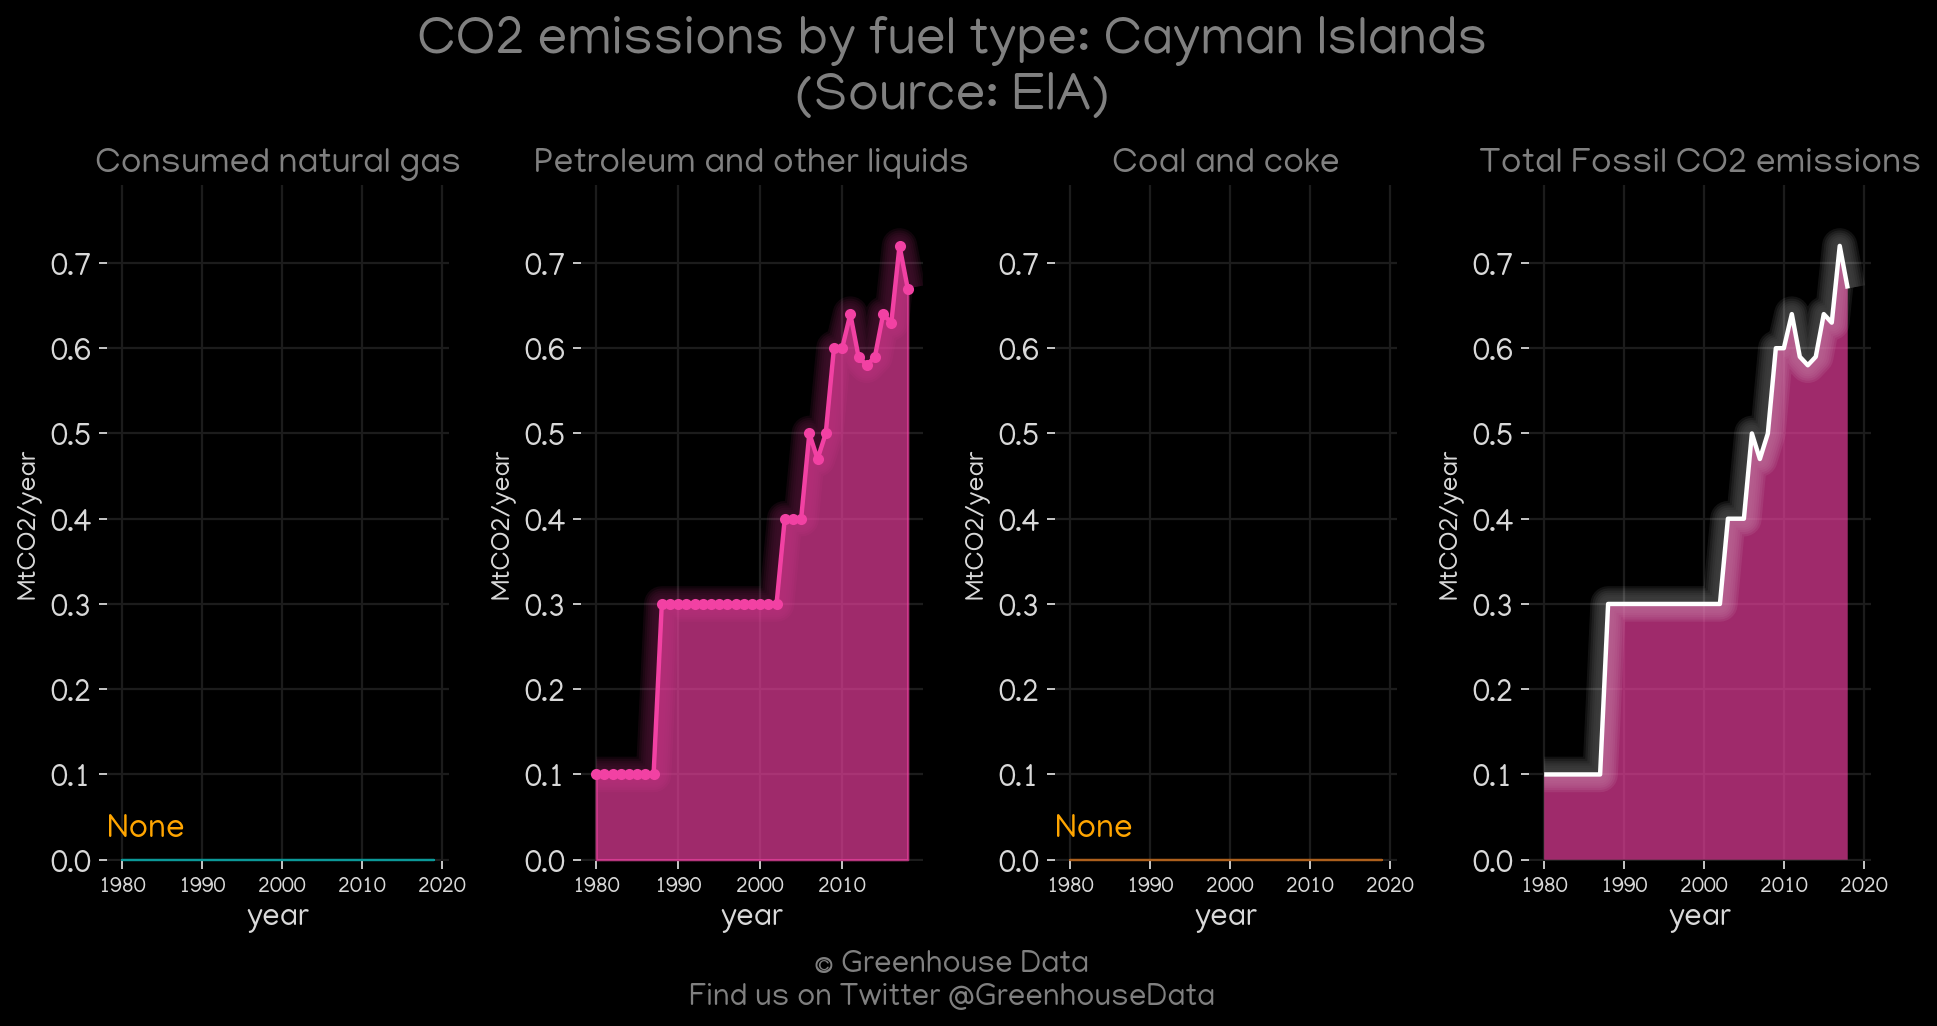 CO2 emissions by fuel type: Cayman Islands
(Source: EIA)
Consumed natural gas
MtCO2/year
0.7
0.6
0.5
0.4
0.3
0.2
0.1
0.0
None
1980 1990 2000 2010 2020
year
Petroleum and other liquids
MtCO2/year
0.7
0.6
0.5
0.4
0.3
0.2
0.1
0.0
1980 1990 2000 2010
year
Coal and coke
MtCO2/year
0.7
0.6
0.5
0.4
0.3
0.2
0.1
0.0
None
1980 1990 2000 2010 2020
year
Total Fossil CO2 emissions
MtCO2/year
0.7
0.6
0.5
0.4
0.3
0.2
0.1
0.0
1980 1990 2000 2010 2020
year
© Greenhouse Data
Find us on Twitter @GreenhouseData